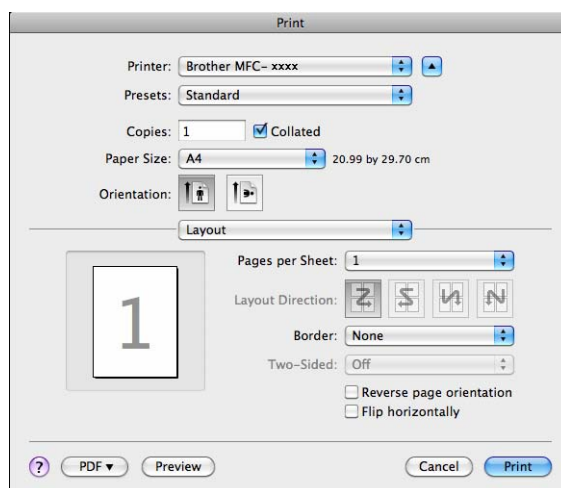 Print
Printer: Brother MFC- xxxx
Presets: Standard
Copies: 1 Collated
Paper Size: A4 20.99 by 29.70 cm
Orientation:
Layout
Pages per Sheet: 1
1
Layout Direction:
Border: None
Two-Sided: Off
Reverse page orientation
Flip horizontally
? PDF▼ Preview Cancel Print